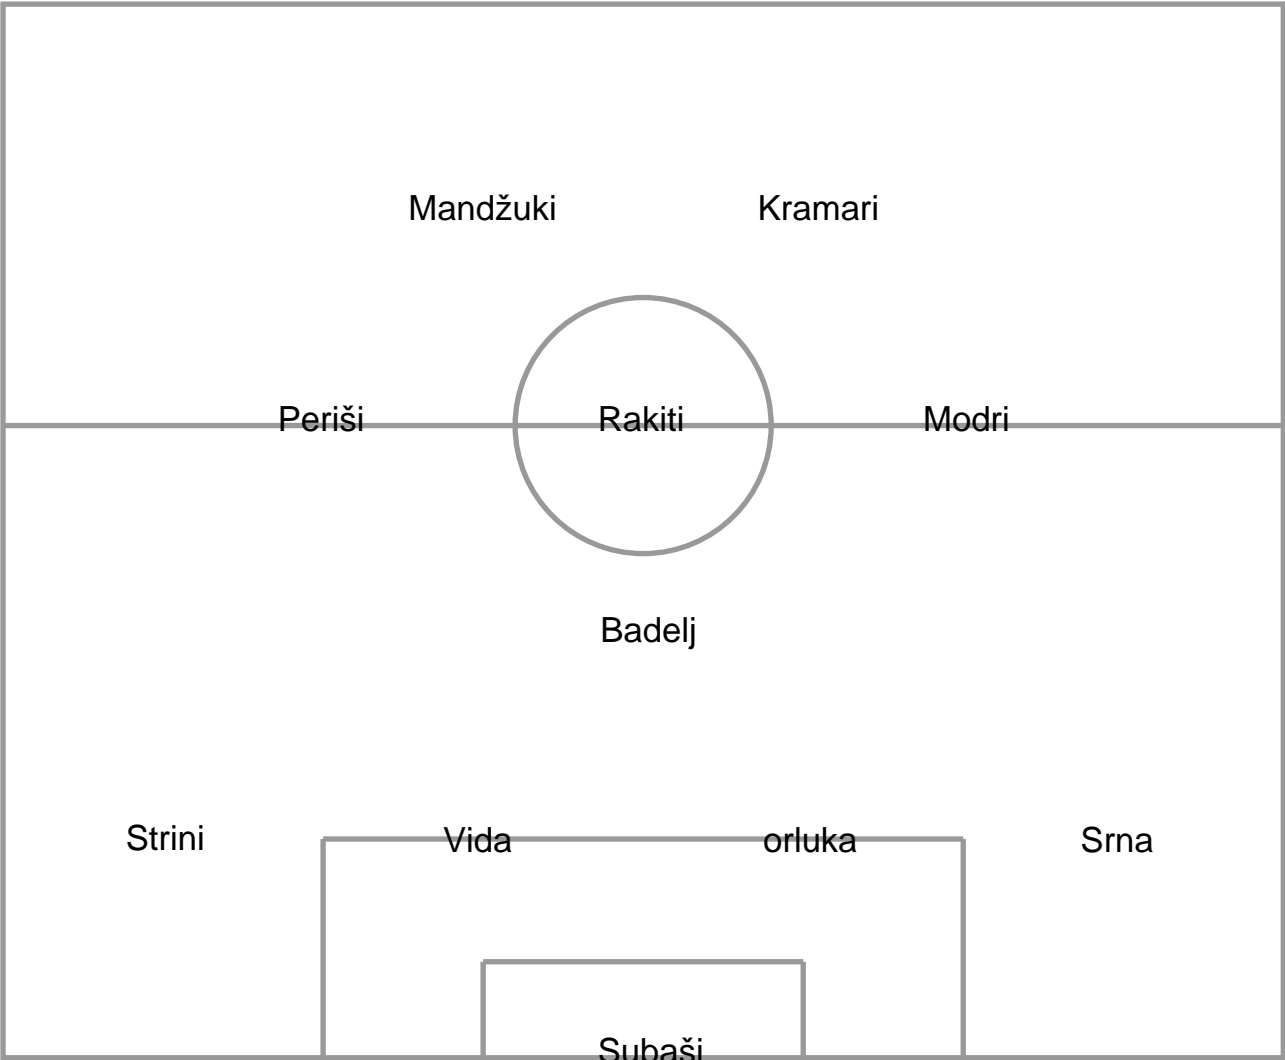 Mandžuki Kramari
Periši Rakiti Modri
Badelj
Strini Vida orluka Srna
Subaši